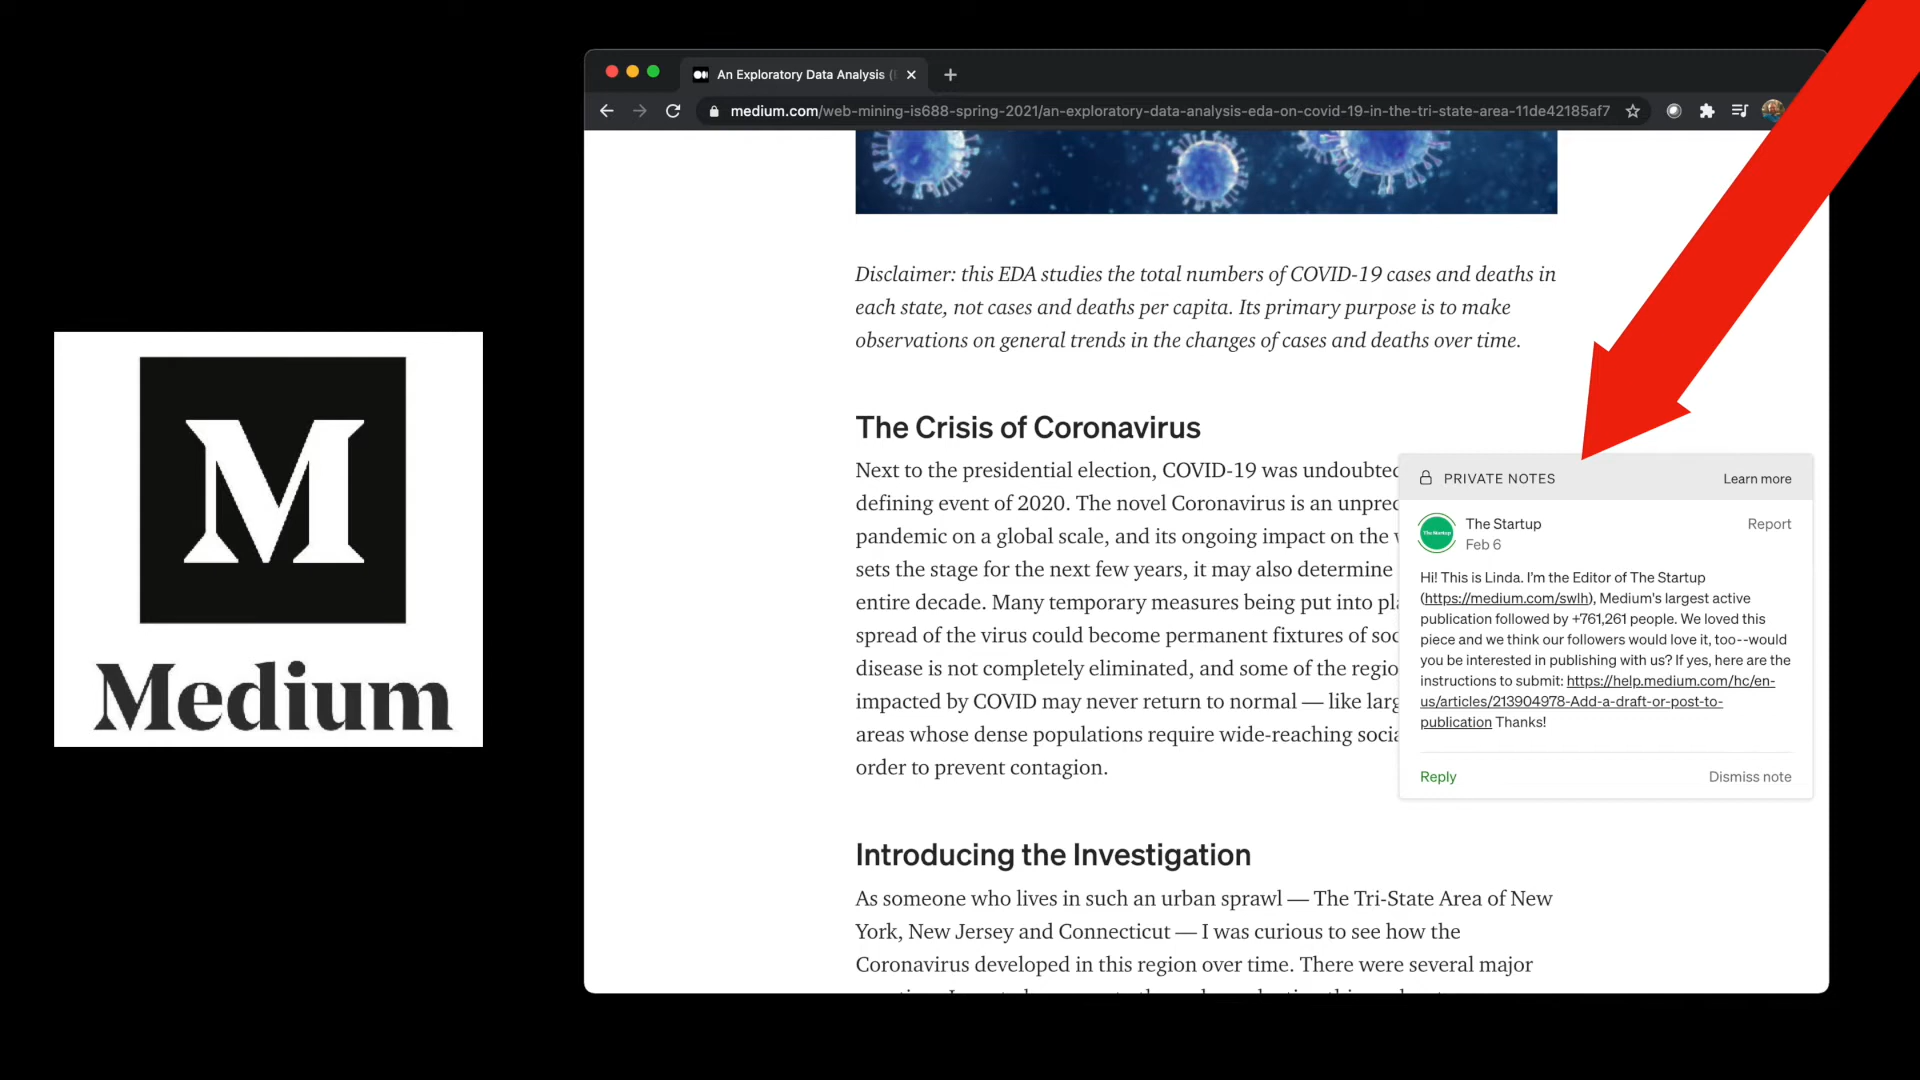 M
Medium
An Exploratory Data Analysis (
medium.com/web-mining-is688-spring-2021/an-exploratory-data-analysis-eda-on-covid-19-in-the-tri-state-area-11de42185af7
Disclaimer: this EDA studies the total numbers of COVID-19 cases and deaths in
each state, not cases and deaths per capita. Its primary purpose is to make
observations on general trends in the changes of cases and deaths over time.
The Crisis of Coronavirus
Next to the presidential election, COVID-19 was
defining event of 2020. The novel Coronavirus is an
pandemic on a global scale, and its ongoing impact on the
sets the stage for the next few years, it may also determine
entire decade. Many temporary measures being put into
spread of the virus could become permanent fixtures of
disease is not completely eliminated, and some of the
impacted by COVID may never return to normal — like
areas whose dense populations require wide-reaching
order to prevent contagion.
PRIVATE NOTES
Learn more
The Startup
Report
The Startup
Feb 6
Hi! This is Linda. I'm the Editor of The Startup
(https://medium.com/swlh), Medium's largest active
publication followed by +761,261 people. We loved this
piece and we think our followers would love it, too--would
you be interested in publishing with us? If yes, here are the
instructions to submit: https://help.medium.com/hc/en-
us/articles/213904978-Add-a-draft-or-post-to-
publication Thanks!
Reply
Dismiss note
Introducing the Investigation
As someone who lives in such an urban sprawl — The Tri-State Area of New
York, New Jersey and Connecticut — I was curious to see how the
Coronavirus developed in this region over time. There were several major